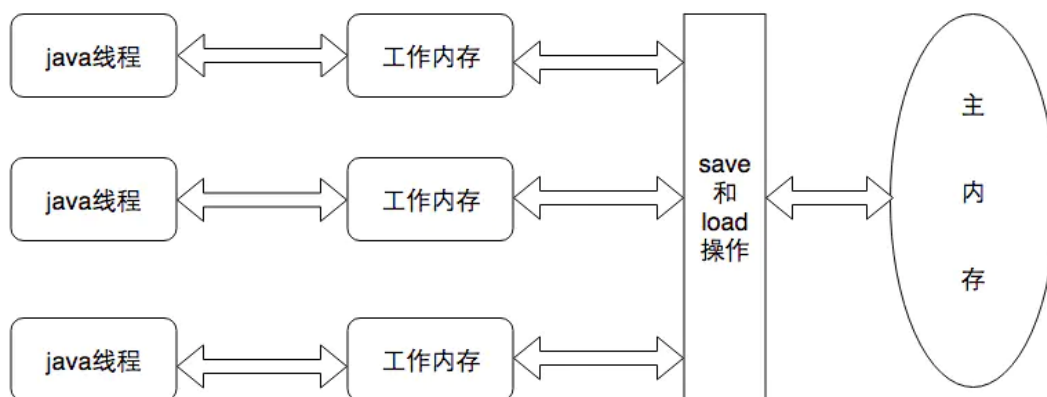 java线程
工作内存
java线程
工作内存
java线程
工作内存
save
和
load
操作
主
内
存